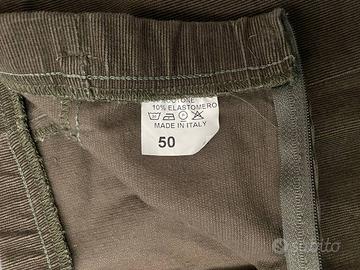 COTONE
10% ELASTOMERO
MADE IN ITALY
50
subito